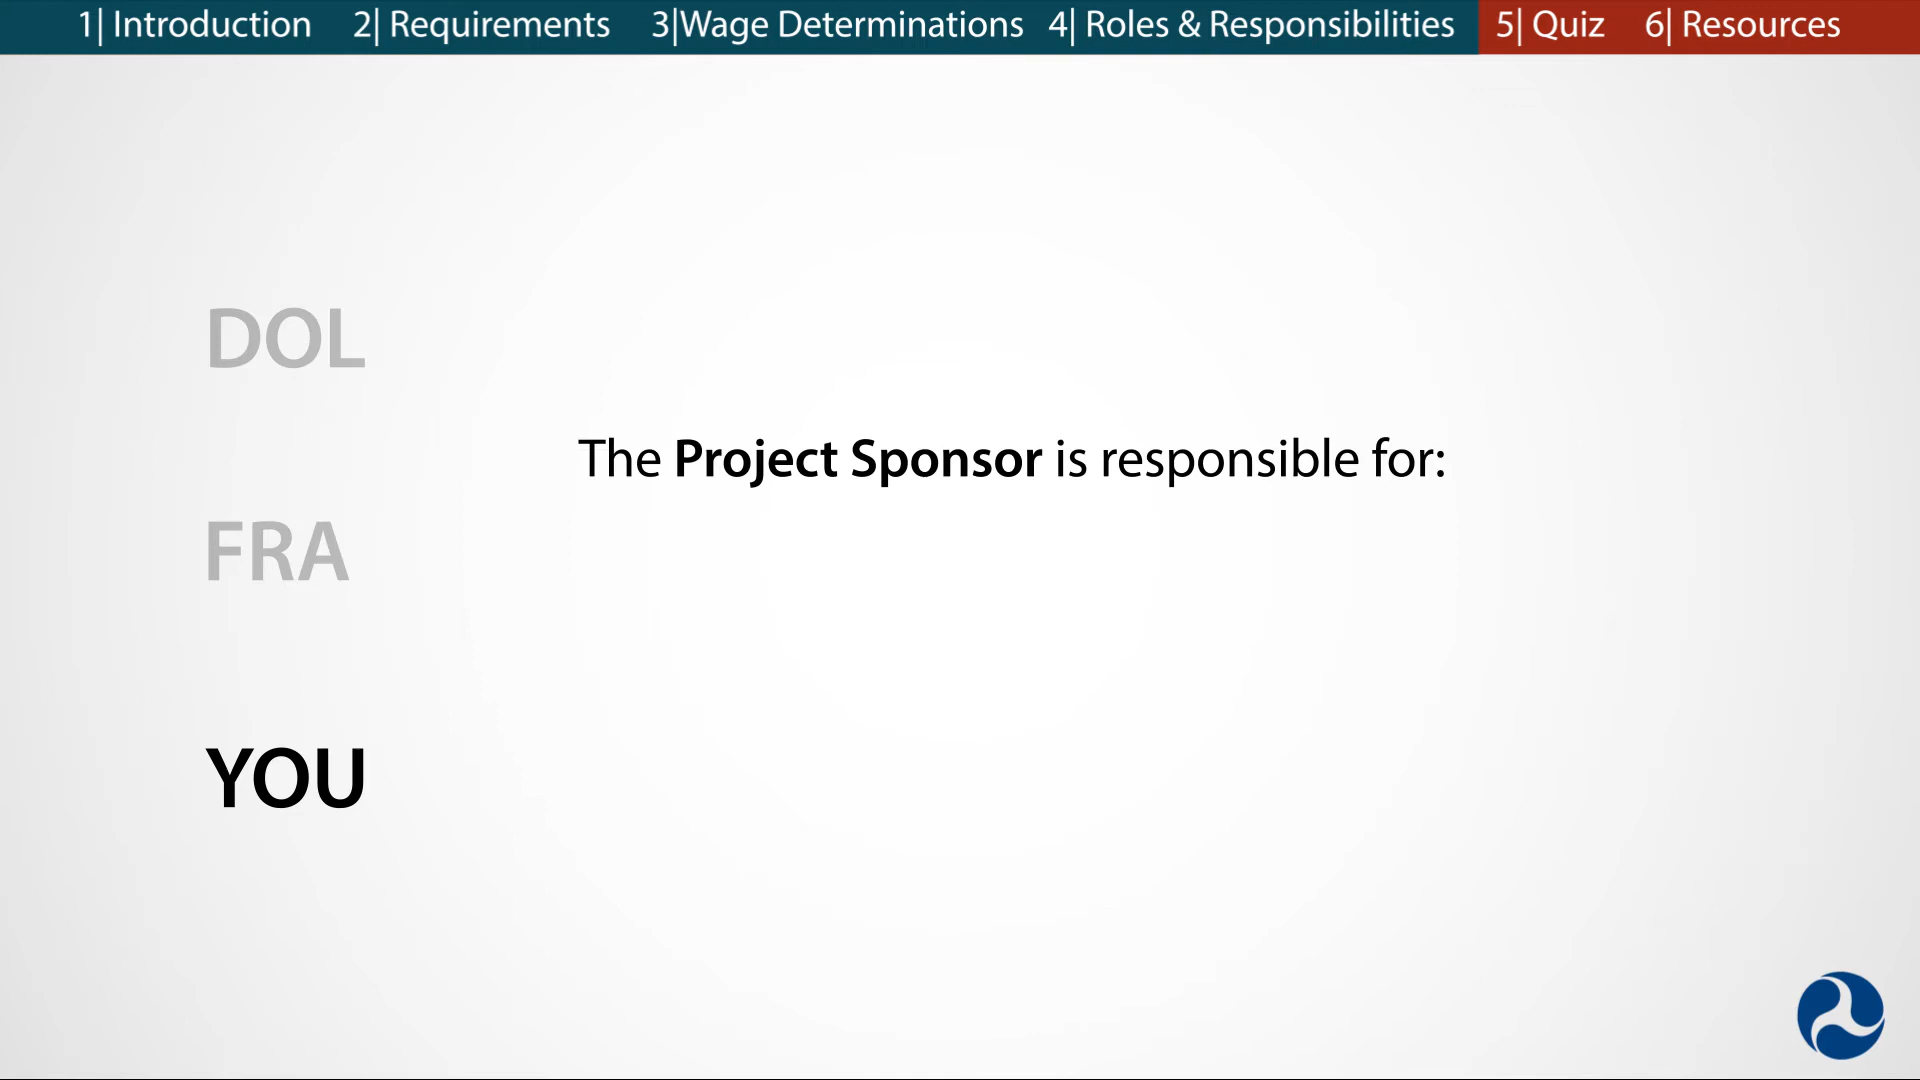 1| Introduction 2| Requirements 3|Wage Determinations 4| Roles & Responsibilities 5| Quiz 6| Resources
DOL
The Project Sponsor is responsible for:
FRA
YOU